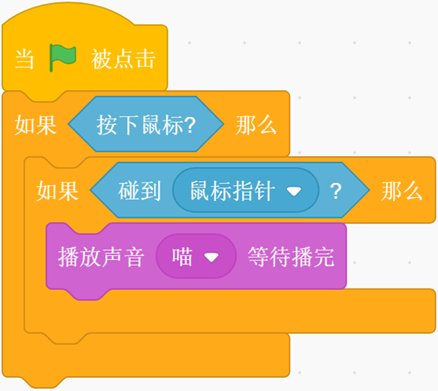 当 被点击
如果 按下鼠标? 那么
如果 碰到 鼠标指针 ? 那么
播放声音 喵 等待播完